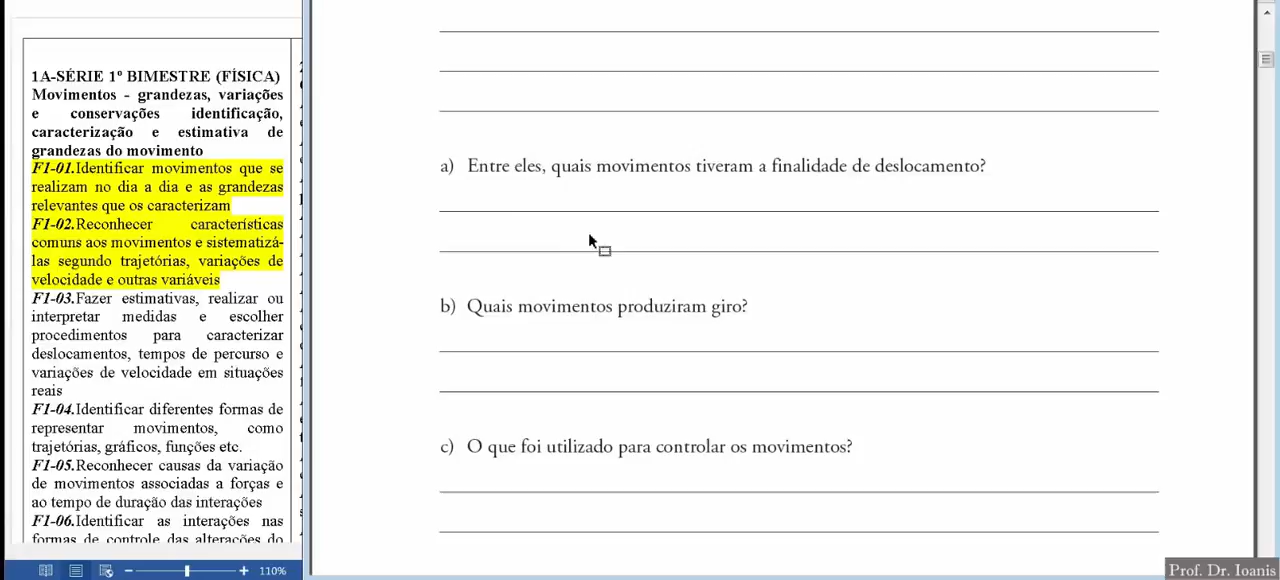 1A-SÉRIE 1º BIMESTRE (FÍSICA)
Movimentos - grandezas, variações
e conservações identificação,
caracterização e estimativa de
grandezas do movimento
F1-01.Identificar movimentos que se
realizam no dia a dia e as grandezas
relevantes que os caracterizam
F1-02.Reconhecer características
comuns aos movimentos e sistematizá-
las segundo trajetórias, variações de
velocidade e outras variáveis
F1-03.Fazer estimativas, realizar ou
interpretar medidas e escolher
procedimentos para caracterizar
deslocamentos, tempos de percurso e
variações de velocidade em situações
reais
F1-04.Identificar diferentes formas de
representar movimentos, como
trajetórias, gráficos, funções etc.
F1-05.Reconhecer causas da variação
de movimentos associadas a forças e
ao tempo de duração das interações
F1-06.Identificar as interações nas
formas de controle das alterações do
110%
a) Entre eles, quais movimentos tiveram a finalidade de deslocamento?
b) Quais movimentos produziram giro?
c) O que foi utilizado para controlar os movimentos?
Prof. Dr. Ioanis